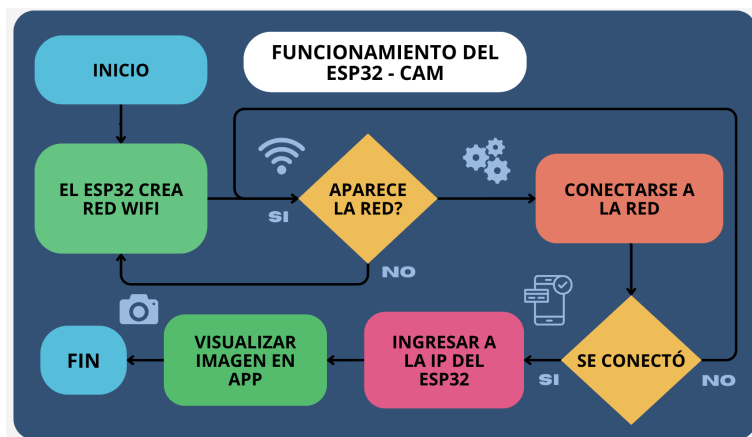 FUNCIONAMIENTO DEL
ESP32 - CAM
INICIO
EL ESP32 CREA
RED WIFI
SI
APARECE
LA RED?
NO
CONECTARSE A
LA RED
SE CONECTÓ
NO
SI
INGRESAR A
LA IP DEL
ESP32
VISUALIZAR
IMAGEN EN
APP
FIN